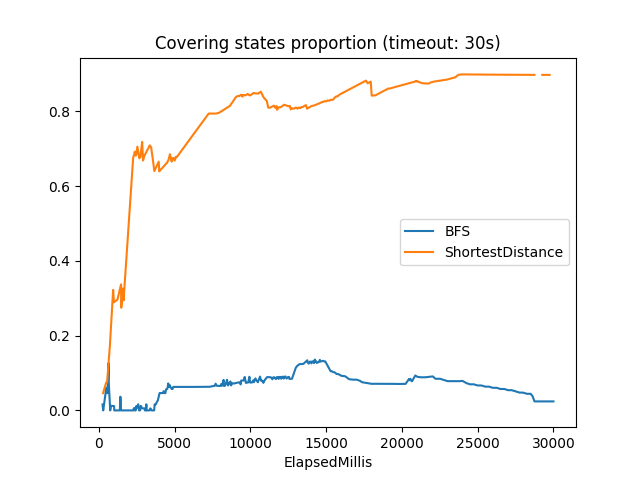 Covering states proportion (timeout: 30s)
0.8
0.6
0.4
0.2
0.0
BFS
ShortestDistance
0 5000 10000 15000 20000 25000 30000
ElapsedMillis